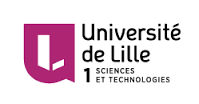 Université
de Lille
1 SCIENCES
ET TECHNOLOGIES